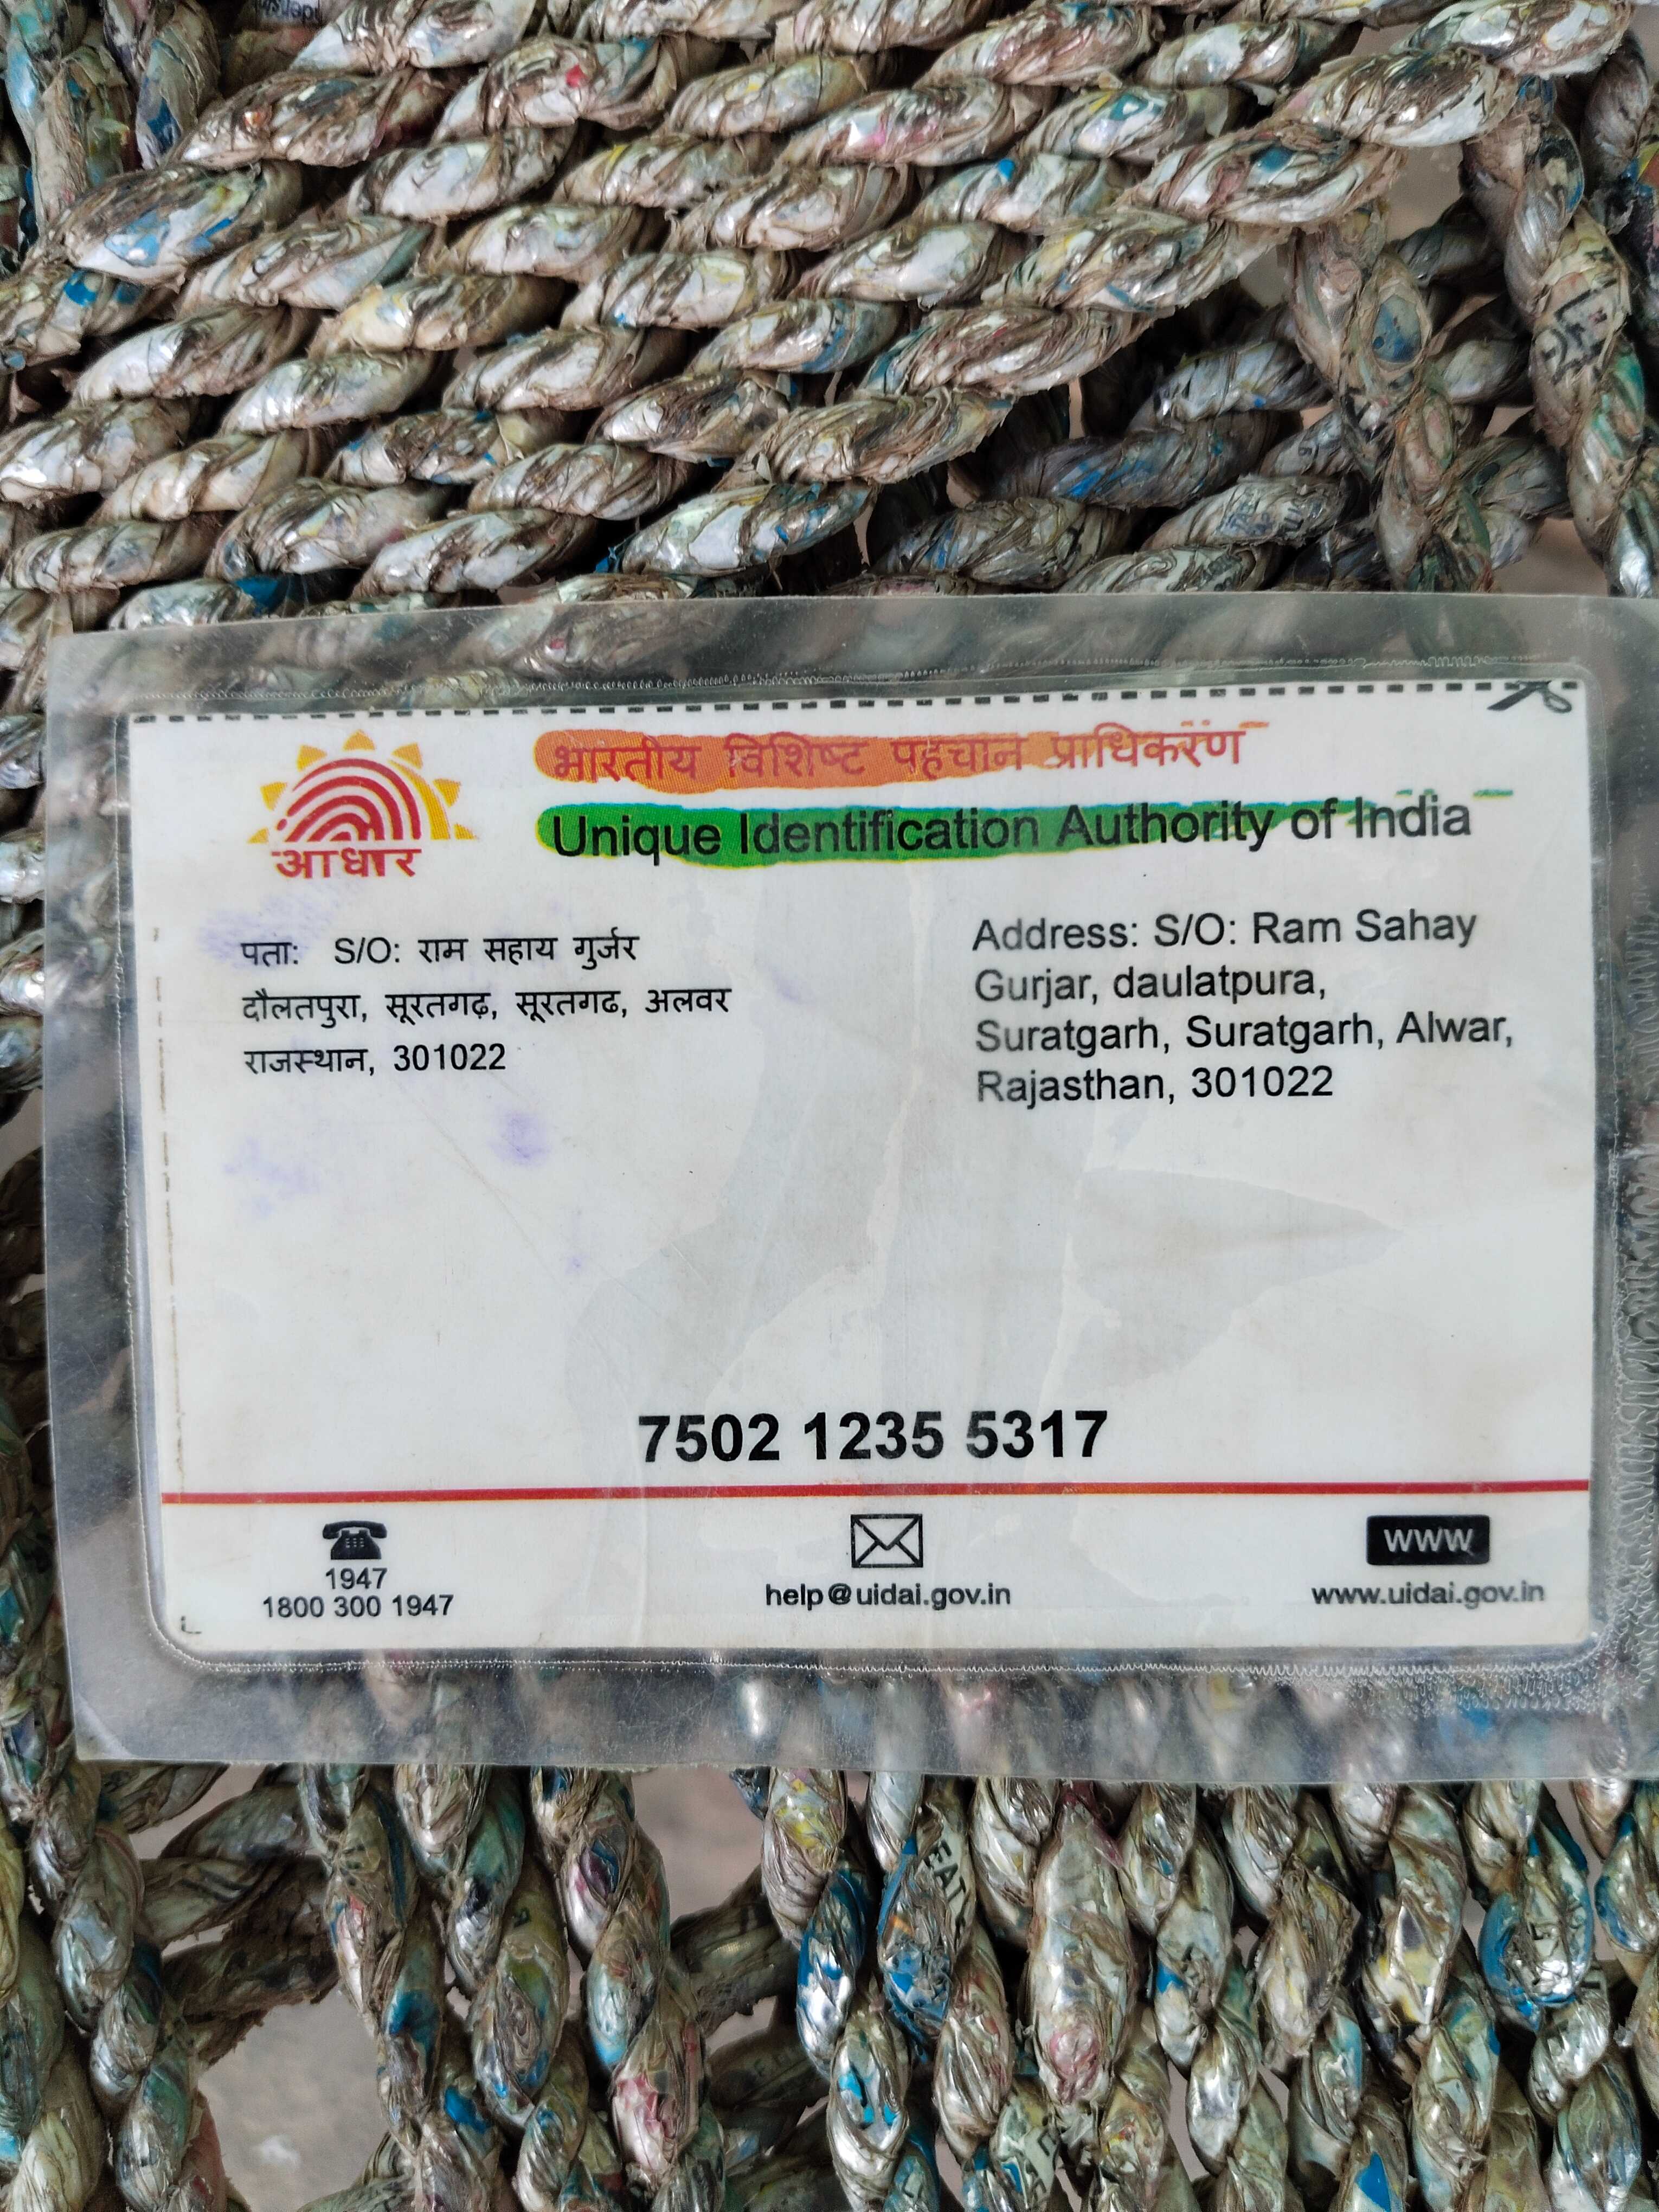 आधार
भारतीय विशिष्ट पहचान प्राधिकरण
Unique Identification Authority of India
पता: S/O: राम सहाय गुर्जर
दौलतपुरा, सूरतगढ़, सूरतगढ, अलवर
राजस्थान, 301022
Address: S/O: Ram Sahay
Gurjar, daulatpura,
Suratgarh, Suratgarh, Alwar,
Rajasthan, 301022
7502 1235 5317
1947
1800 300 1947
help@uidai.gov.in
www
www.uidai.gov.in